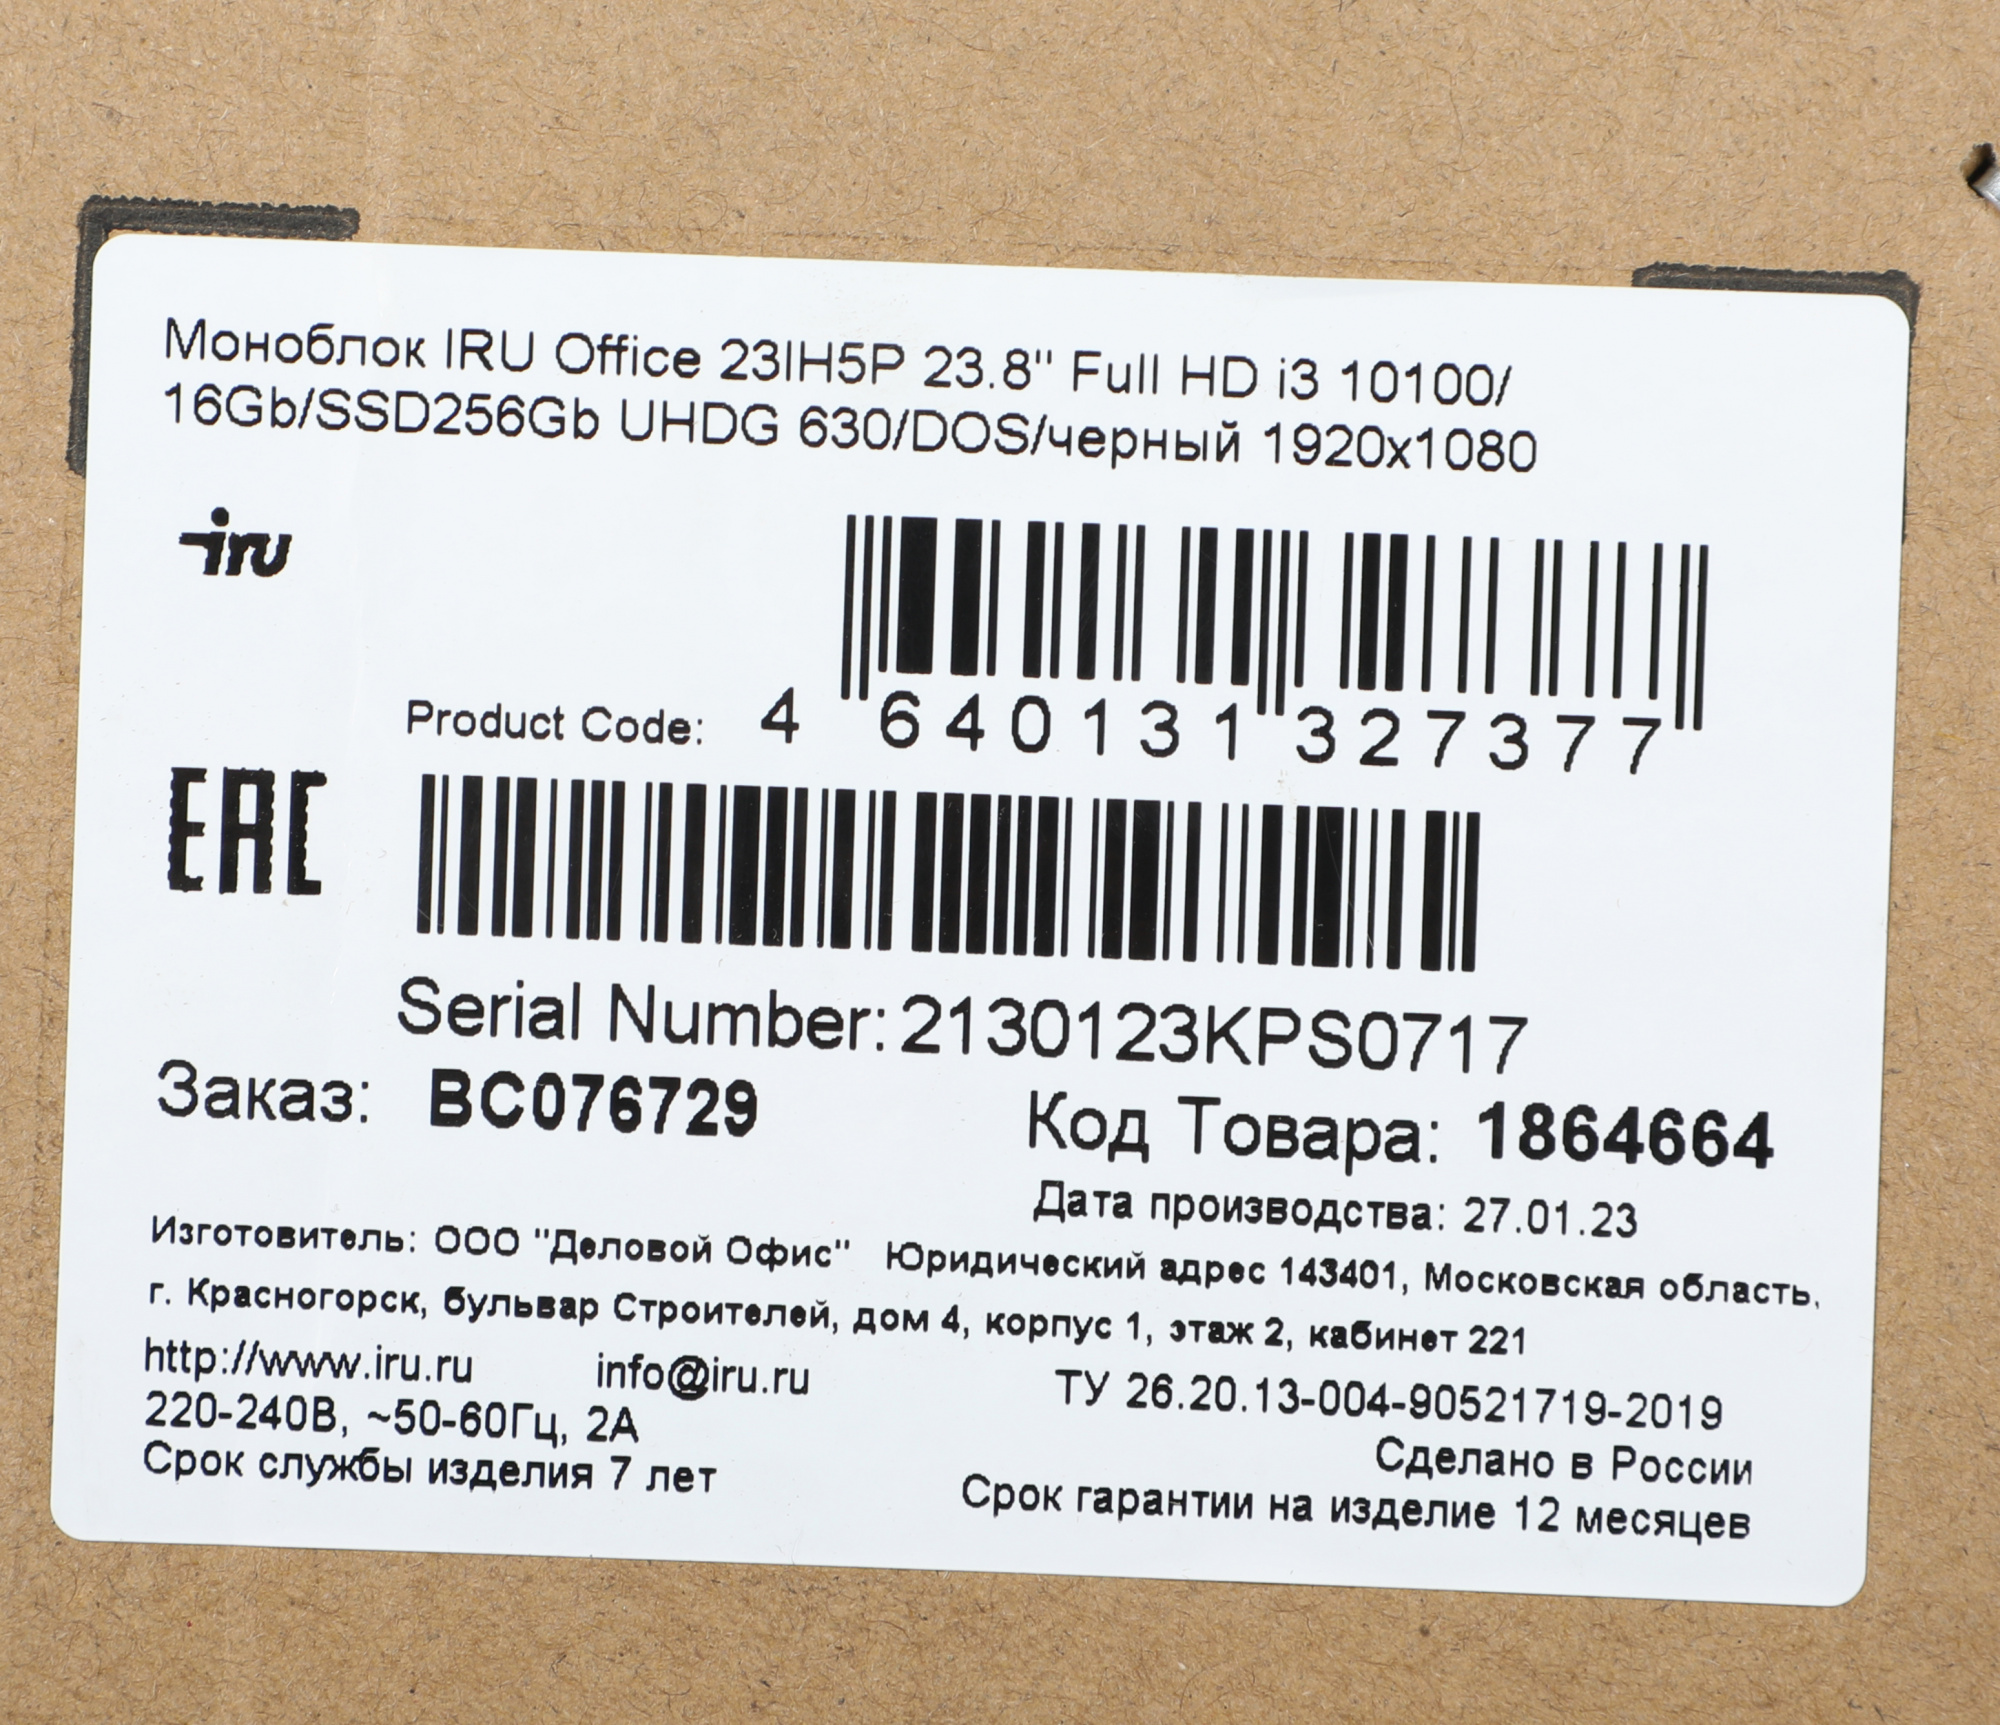 Моноблок IRU Office 23IH5P 23.8" Full HD i3 10100/
16Gb/SSD256Gb UHDG 630/DOS/черный 1920x1080
iru
Product Code: 4 640131 327377
EAC
Serial Number: 2130123KPS0717
Заказ: BC076729 Код Товара: 1864664
Дата производства: 27.01.23
Изготовитель: ООО "Деловой Офис" Юридический адрес 143401, Московская область,
г. Красногорск, бульвар Строителей, дом 4, корпус 1, этаж 2, кабинет 221
http://www.iru.ru info@iru.ru ТУ 26.20.13-004-90521719-2019
220-240В, ~50-60Гц, 2А
Сделано в России
Срок службы изделия 7 лет
Срок гарантии на изделие 12 месяцев